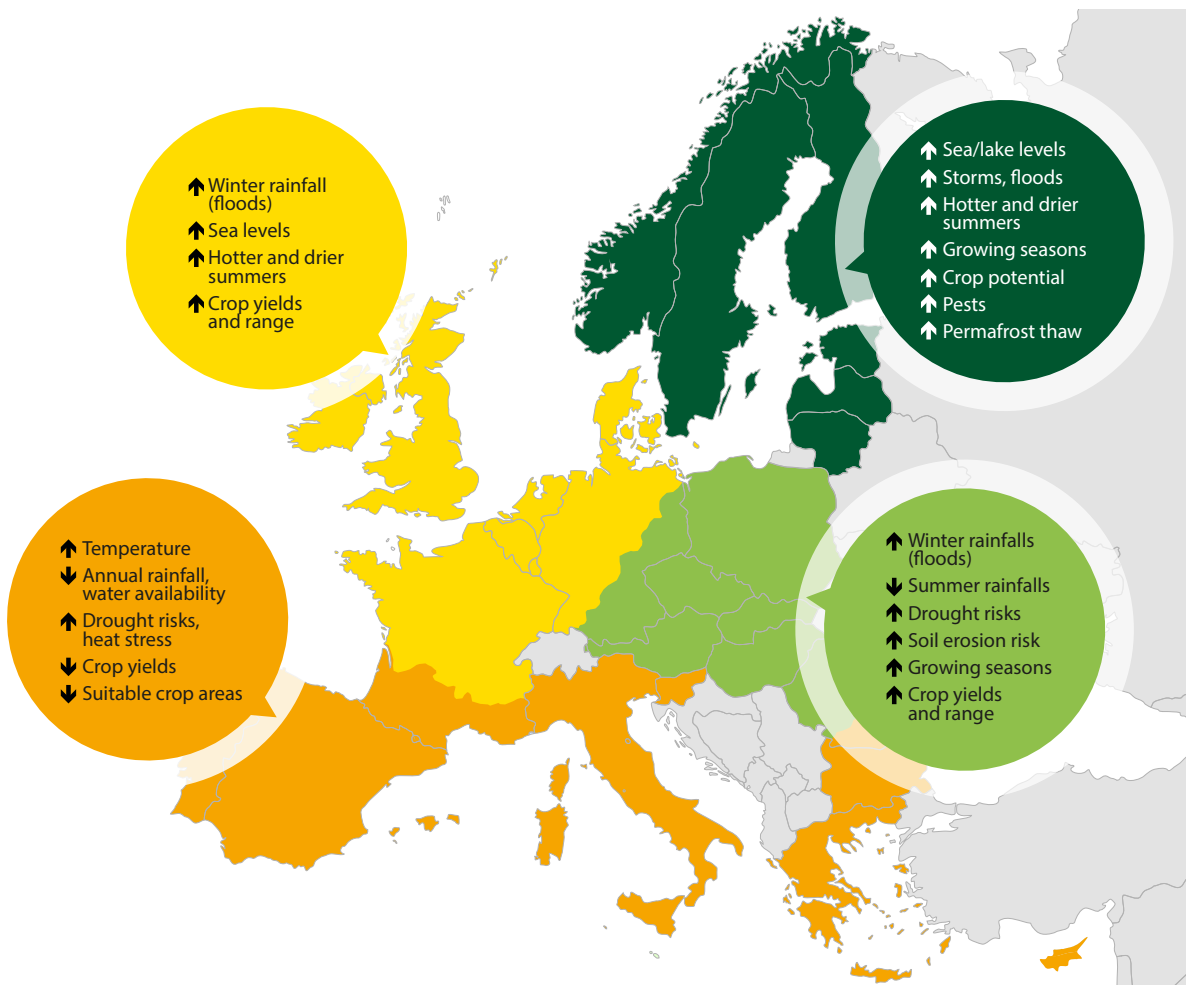 Winter rainfall
(floods)
Sea levels
Hotter and drier
summers
Crop yields
and range
Sea/lake levels
Storms, floods
Hotter and drier
summers
Growing seasons
Crop potential
Pests
Permafrost thaw
Temperature
Annual rainfall,
water availability
Drought risks,
heat stress
Crop yields
Suitable crop areas
Winter rainfalls
(floods)
Summer rainfalls
Drought risks
Soil erosion risk
Growing seasons
Crop yields
and range